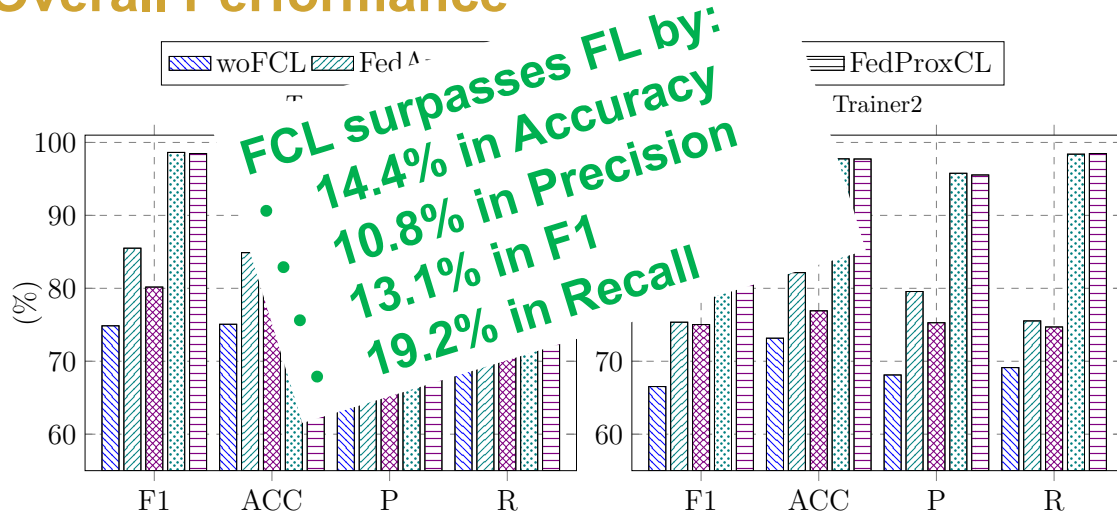 Overall Performance
woFCL FedA FedProxCL
Trainer2
FCL surpasses FL by:
• 14.4% in Accuracy
• 10.8% in Precision
• 13.1% in F1
• 19.2% in Recall
(%)
100
90
80
70
60
F1 ACC P R
70
60
F1 ACC P R